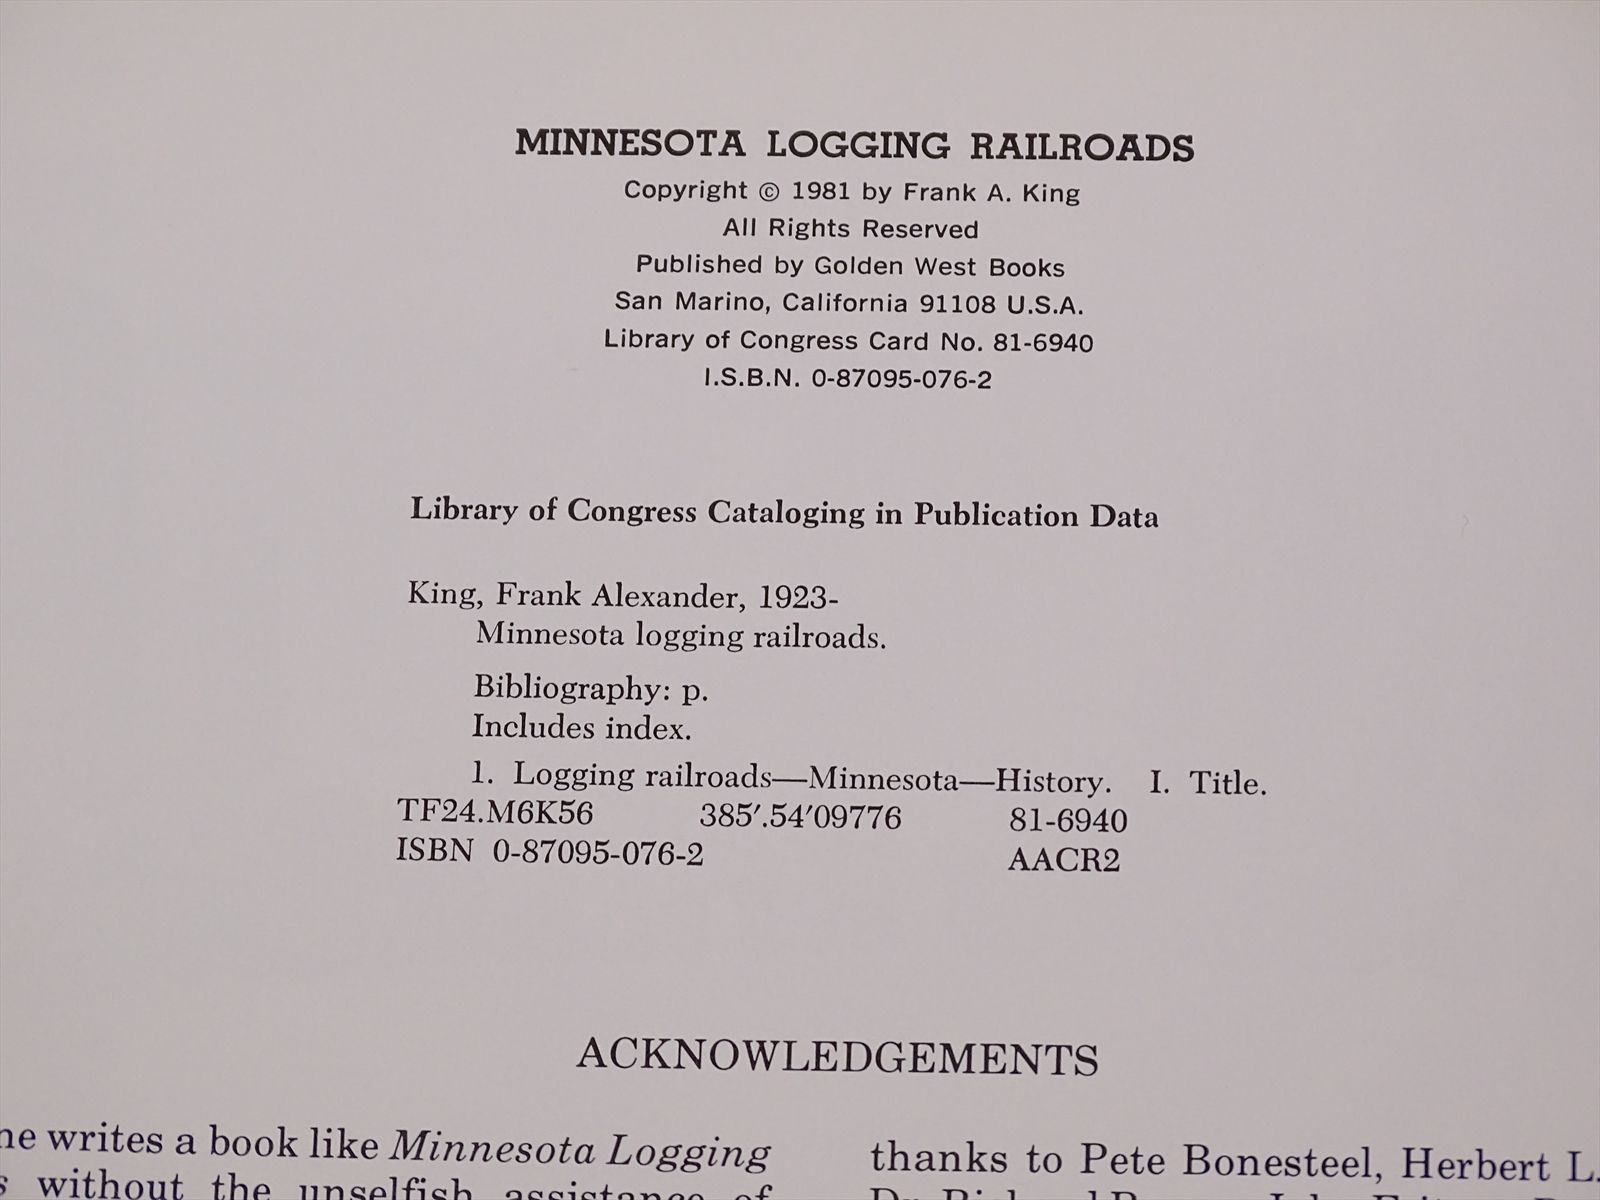 MINNESOTA LOGGING RAILROADS
Copyright © 1981 by Frank A. King
All Rights Reserved
Published by Golden West Books
San Marino, California 91108 U.S.A.
Library of Congress Card No. 81-6940
I.S.B.N. 0-87095-076-2
Library of Congress Cataloging in Publication Data
King, Frank Alexander, 1923-
Minnesota logging railroads.
Bibliography: p.
Includes index.
1. Logging railroads—Minnesota—History. I. Title.
TF24.M6K56 385′.54′09776 81-6940
ISBN 0-87095-076-2 AACR2
ACKNOWLEDGEMENTS
writes a book like Minnesota Logging
without the unselfish assistance of
thanks to Pete Bonesteel, Herbert L.